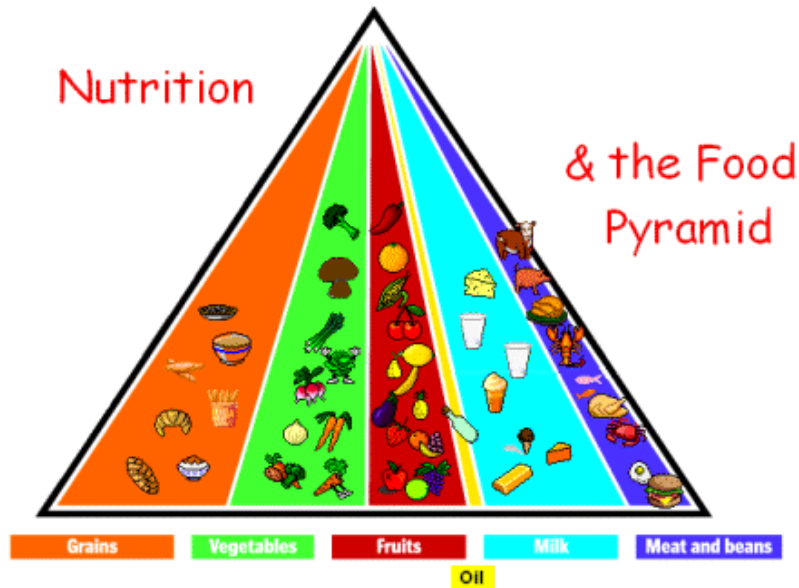 Nutrition
& the Food
Pyramid
Grains
Vegetables
Fruits
Milk
Meat and beans
Oil